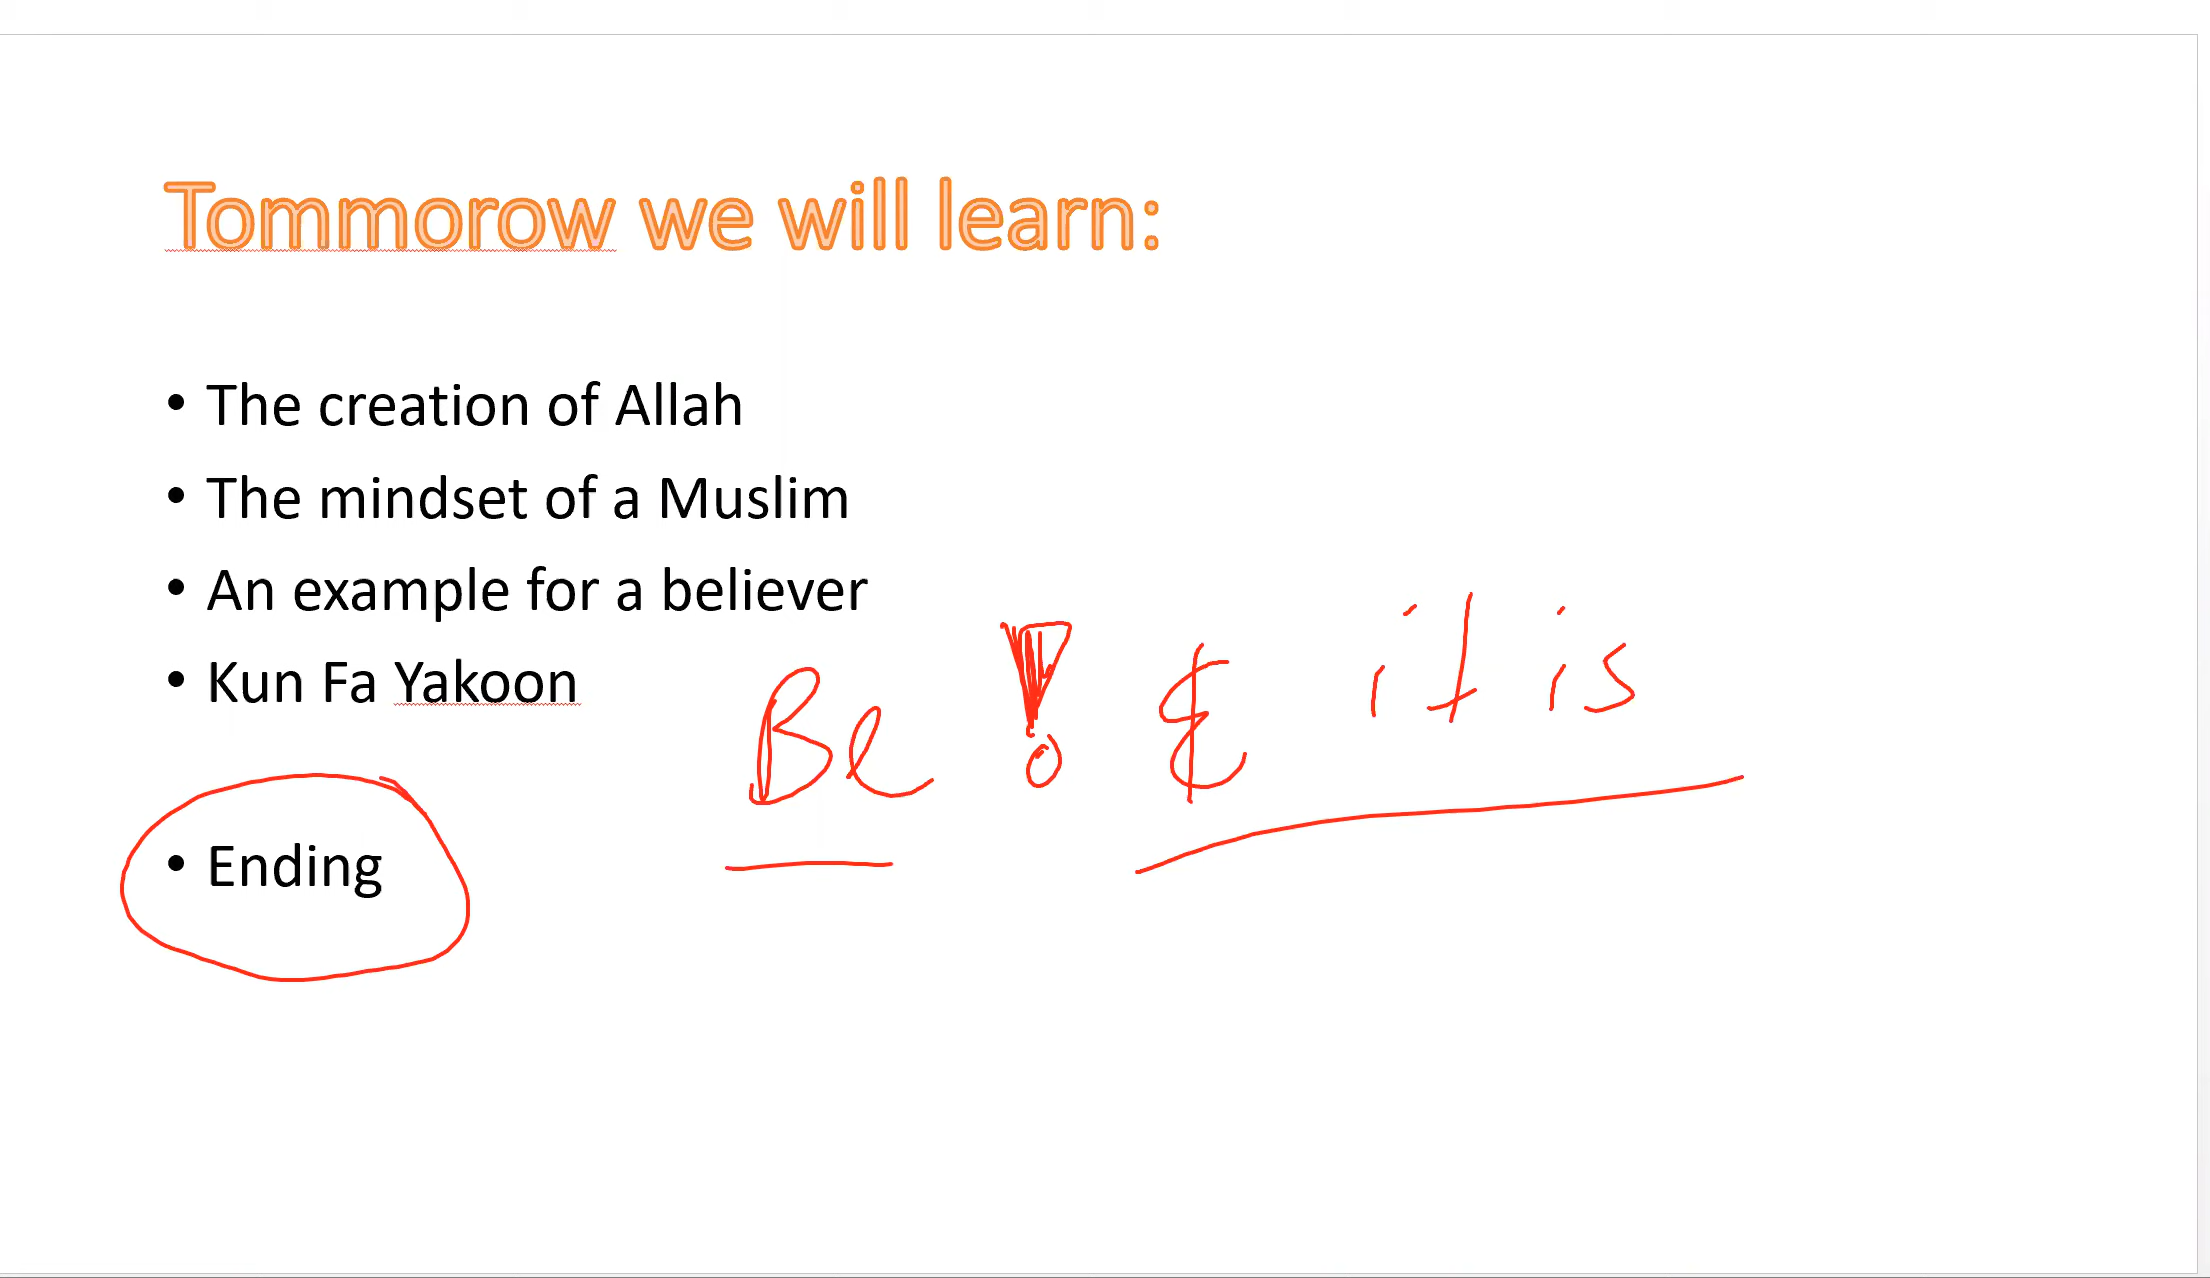 Tommorow we will learn:
• The creation of Allah
• The mindset of a Muslim
• An example for a believer
• Kun Fa Yakoon
Be ! & it is
• Ending